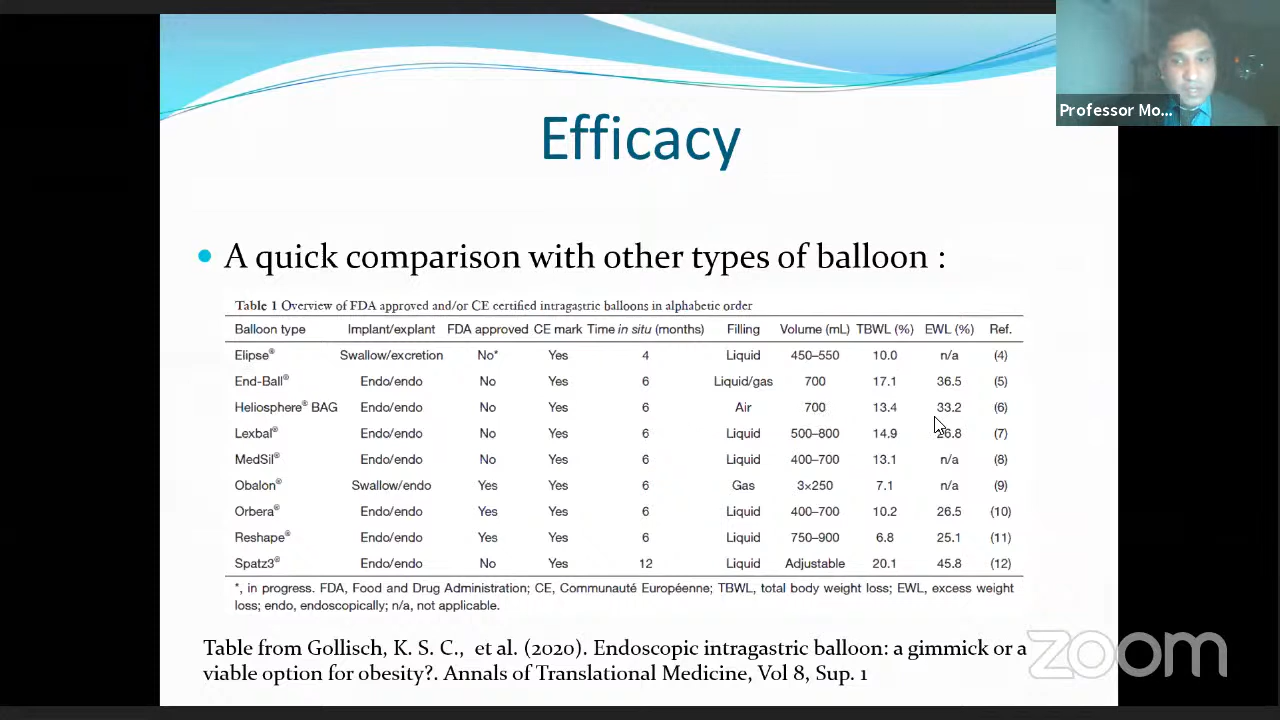 Professor Mo...
Efficacy
• A quick comparison with other types of balloon :
Table 1 Overview of FDA approved and/or CE certified intragastric balloons in alphabetic order
Balloon type Implant/explant FDA approved CE mark Time in situ (months) Filling Volume (mL) TBWL (%) EWL (%) Ref.
Elipse® Swallow/excretion No* Yes 4 Liquid 450–550 10.0 n/a (4)
End-Ball® Endo/endo No Yes 6 Liquid/gas 700 17.1 36.5 (5)
Heliosphere® BAG Endo/endo No Yes 6 Air 700 13.4 33.2 (6)
Lexbal® Endo/endo No Yes 6 Liquid 500–800 14.9 26.8 (7)
MedSil® Endo/endo No Yes 6 Liquid 400–700 13.1 n/a (8)
Obalon® Swallow/endo Yes Yes 6 Gas 3×250 7.1 n/a (9)
Orbera® Endo/endo Yes Yes 6 Liquid 400–700 10.2 26.5 (10)
Reshape® Endo/endo Yes Yes 6 Liquid 750–900 6.8 25.1 (11)
Spatz3® Endo/endo No Yes 12 Liquid Adjustable 20.1 45.8 (12)
*, in progress. FDA, Food and Drug Administration; CE, Communauté Européenne; TBWL, total body weight loss; EWL, excess weight
loss; endo, endoscopically; n/a, not applicable.
Table from Gollisch, K. S. C., et al. (2020). Endoscopic intragastric balloon: a gimmick or a
viable option for obesity?. Annals of Translational Medicine, Vol 8, Sup. 1
zoom